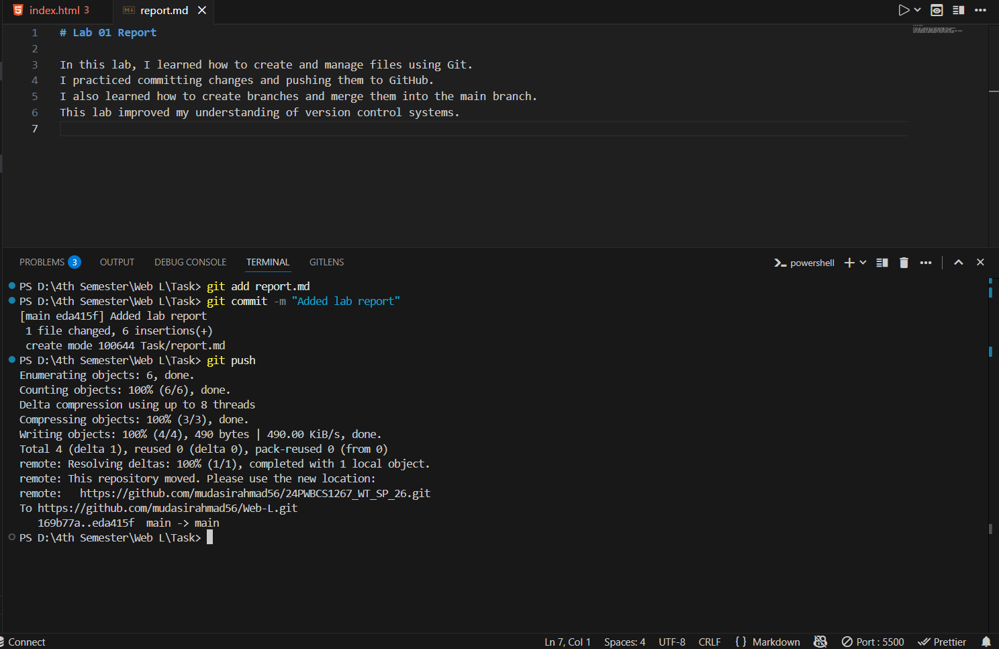 index.html 3
report.md
1 # Lab 01 Report
2
3 In this lab, I learned how to create and manage files using Git.
4 I practiced committing changes and pushing them to GitHub.
5 I also learned how to create branches and merge them into the main branch.
6 This lab improved my understanding of version control systems.
7
PROBLEMS 3 OUTPUT DEBUG CONSOLE TERMINAL GITLENS
powershell
PS D:\4th Semester\Web L\Task> git add report.md
PS D:\4th Semester\Web L\Task> git commit -m "Added lab report"
[main eda415f] Added lab report
1 file changed, 6 insertions(+)
create mode 100644 Task/report.md
PS D:\4th Semester\Web L\Task> git push
Enumerating objects: 6, done.
Counting objects: 100% (6/6), done.
Delta compression using up to 8 threads
Compressing objects: 100% (3/3), done.
Writing objects: 100% (4/4), 490 bytes | 490.00 KiB/s, done.
Total 4 (delta 1), reused 0 (delta 0), pack-reused 0 (from 0)
remote: Resolving deltas: 100% (1/1), completed with 1 local object.
remote: This repository moved. Please use the new location:
remote:   https://github.com/mudasirahmad56/24PWBCS1267_WT_SP_26.git
To https://github.com/mudasirahmad56/Web-L.git
169b77a..eda415f  main -> main
PS D:\4th Semester\Web L\Task>
Connect
Ln 7, Col 1 Spaces: 4 UTF-8 CRLF { } Markdown Port : 5500 Prettier